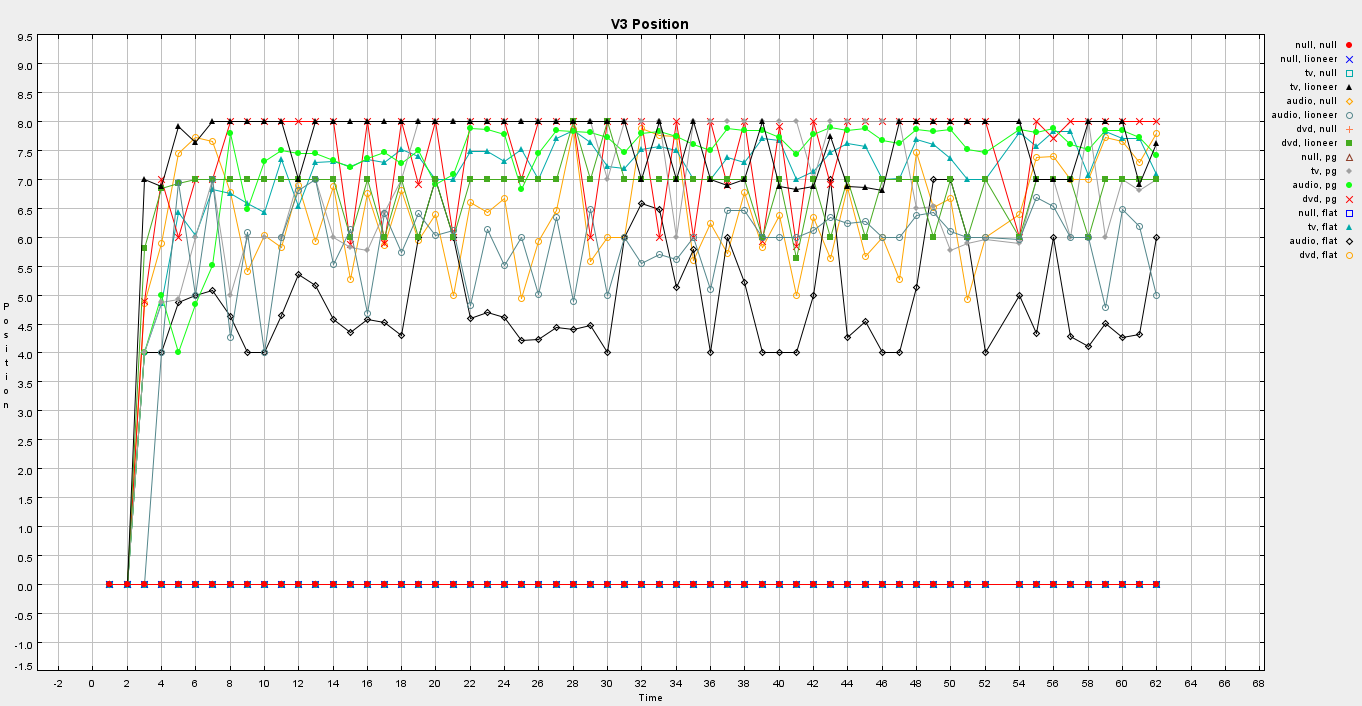 V3 Position
9.5
9.0
8.5
8.0
7.5
7.0
6.5
6.0
5.5
5.0
4.5
4.0
3.5
3.0
2.5
2.0
1.5
1.0
0.5
0.0
-0.5
-1.0
-1.5
Position
-2 0 2 4 6 8 10 12 14 16 18 20 22 24 26 28 30 32 34 36 38 40 42 44 46 48 50 52 54 56 58 60 62 64 66 68
Time
null, null
null, lioneer
tv, null
tv, lioneer
audio, null
audio, lioneer
dvd, null
dvd, lioneer
null, pg
tv, pg
audio, pg
dvd, pg
null, flat
tv, flat
audio, flat
dvd, flat